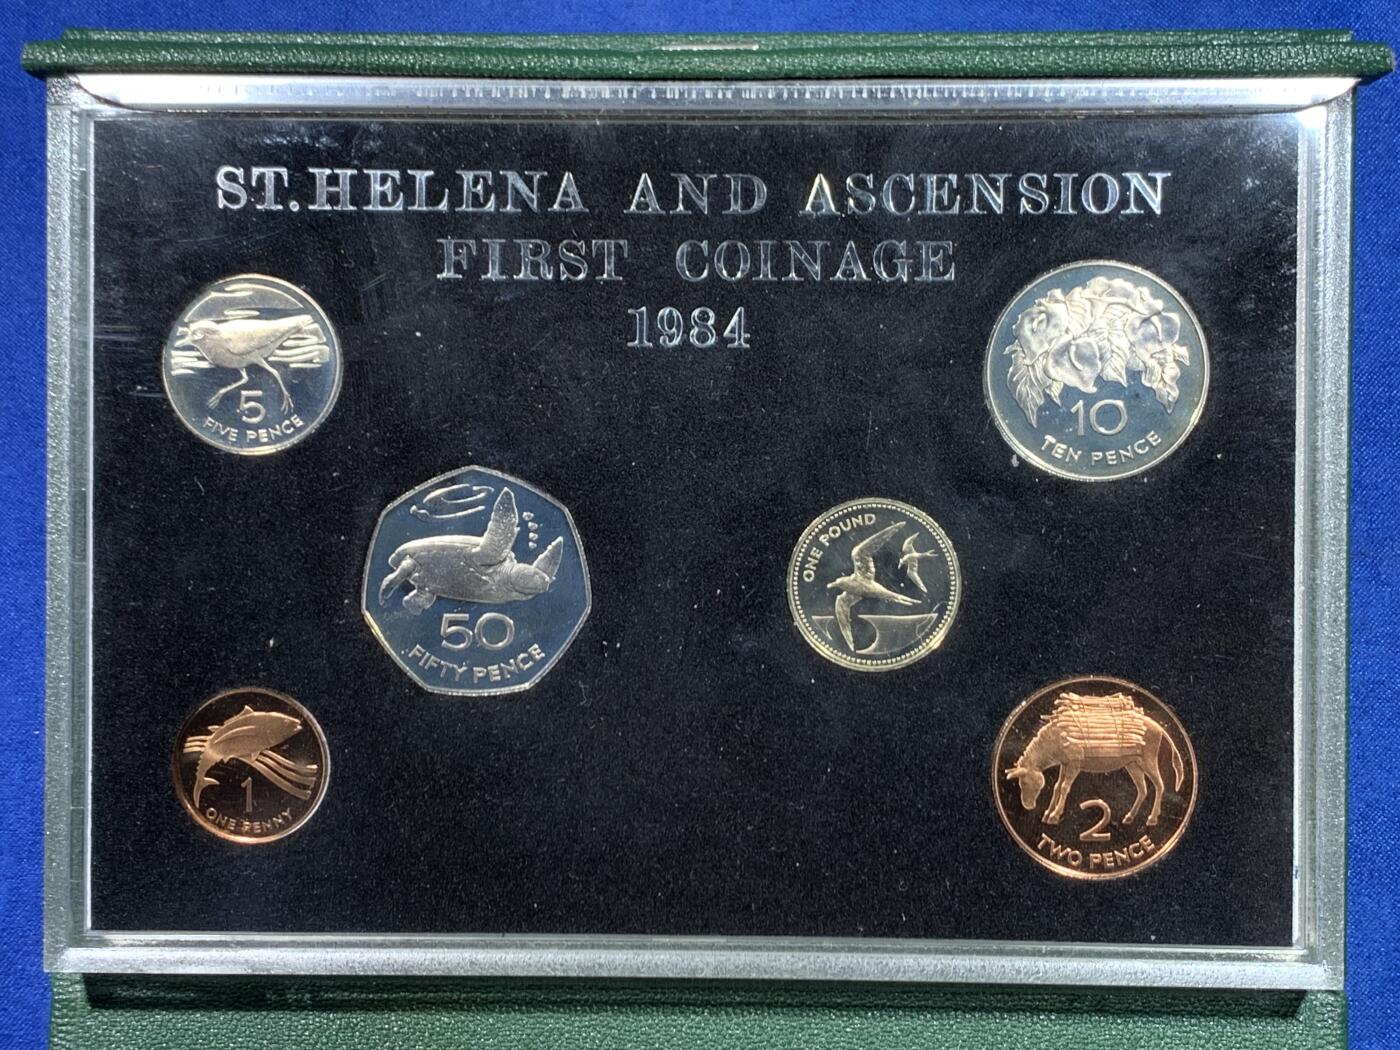 ST. HELENA AND ASCENSION
FIRST COINAGE
1984
5
FIVE PENCE
10
TEN PENCE
50
FIFTY PENCE
ONE POUND
1
ONE PENNY
2
TWO PENCE